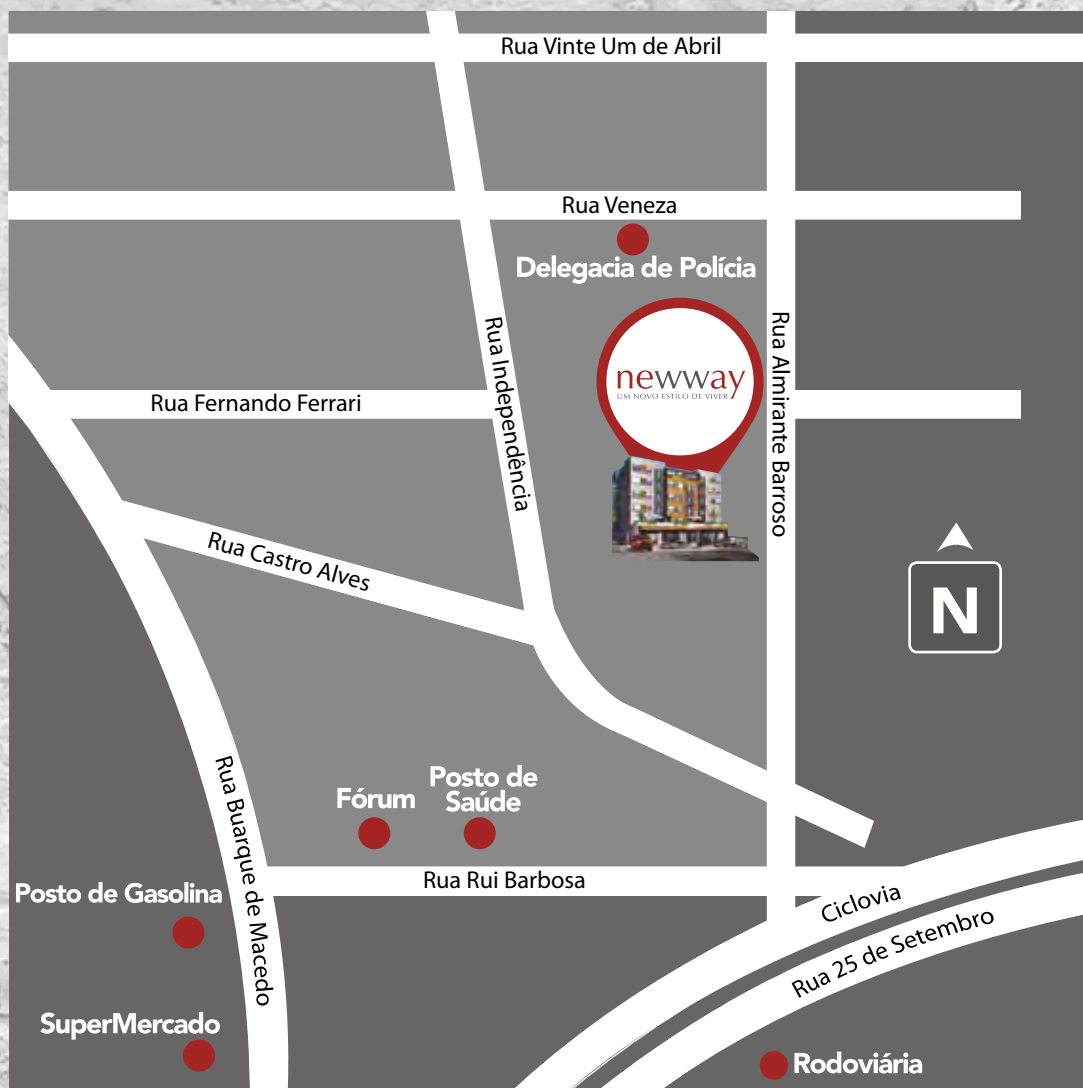 Rua Vinte Um de Abril
Rua Veneza
Delegacia de Polícia
newway
UM NOVO ESTILO DE VIVER
Rua Independência
Rua Almirante Barroso
Rua Fernando Ferrari
Rua Castro Alves
N
Rua Buarque de Macedo
Fórum
Posto de
Saúde
Rua Rui Barbosa
Posto de Gasolina
Ciclovia
Rua 25 de Setembro
SuperMercado
Rodoviária